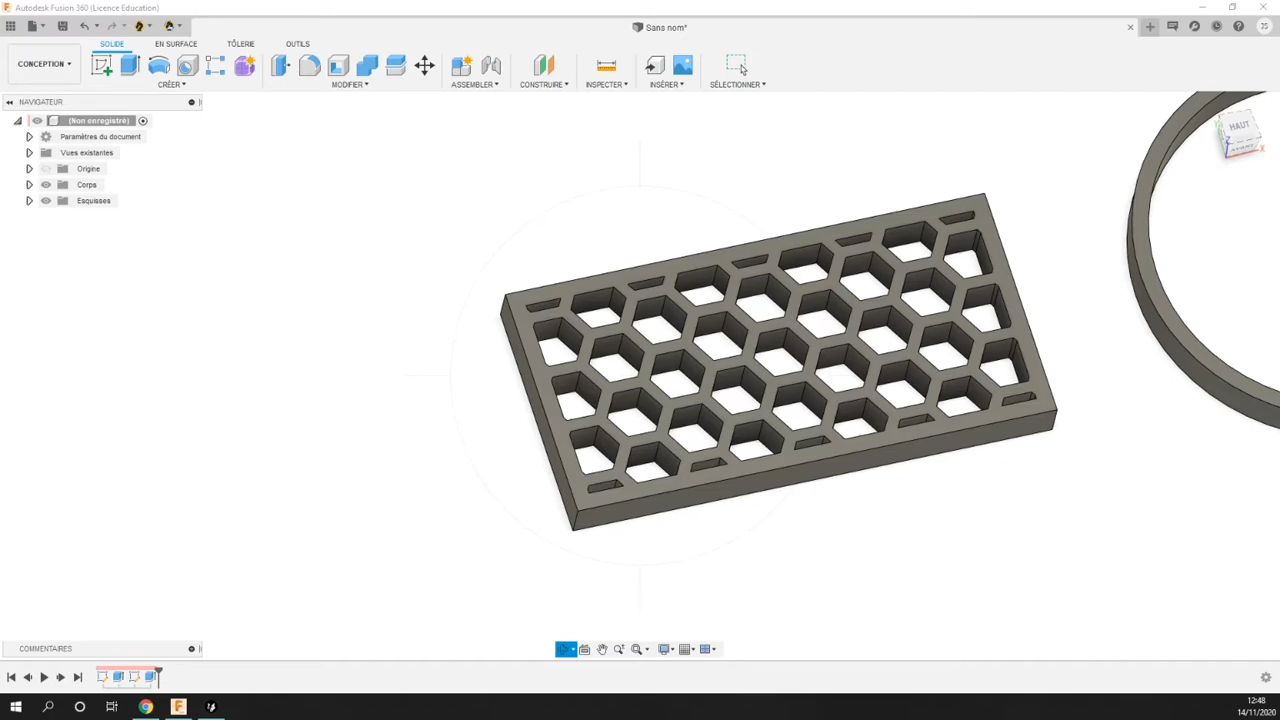 Autodesk Fusion 360 (Licence Education)
Sans nom*
JS
CONCEPTION
SOLIDE EN SURFACE TÔLERIE OUTILS
CRÉER MODIFIER ASSEMBLER CONSTRUIRE INSPECTER INSÉRER SÉLECTIONNER
NAVIGATEUR
(Non enregistré)
Paramètres du document
Vues existantes
Origine
Corps
Esquisses
HAUT
AVANT
Z
X
COMMENTAIRES
12:48
14/11/2020